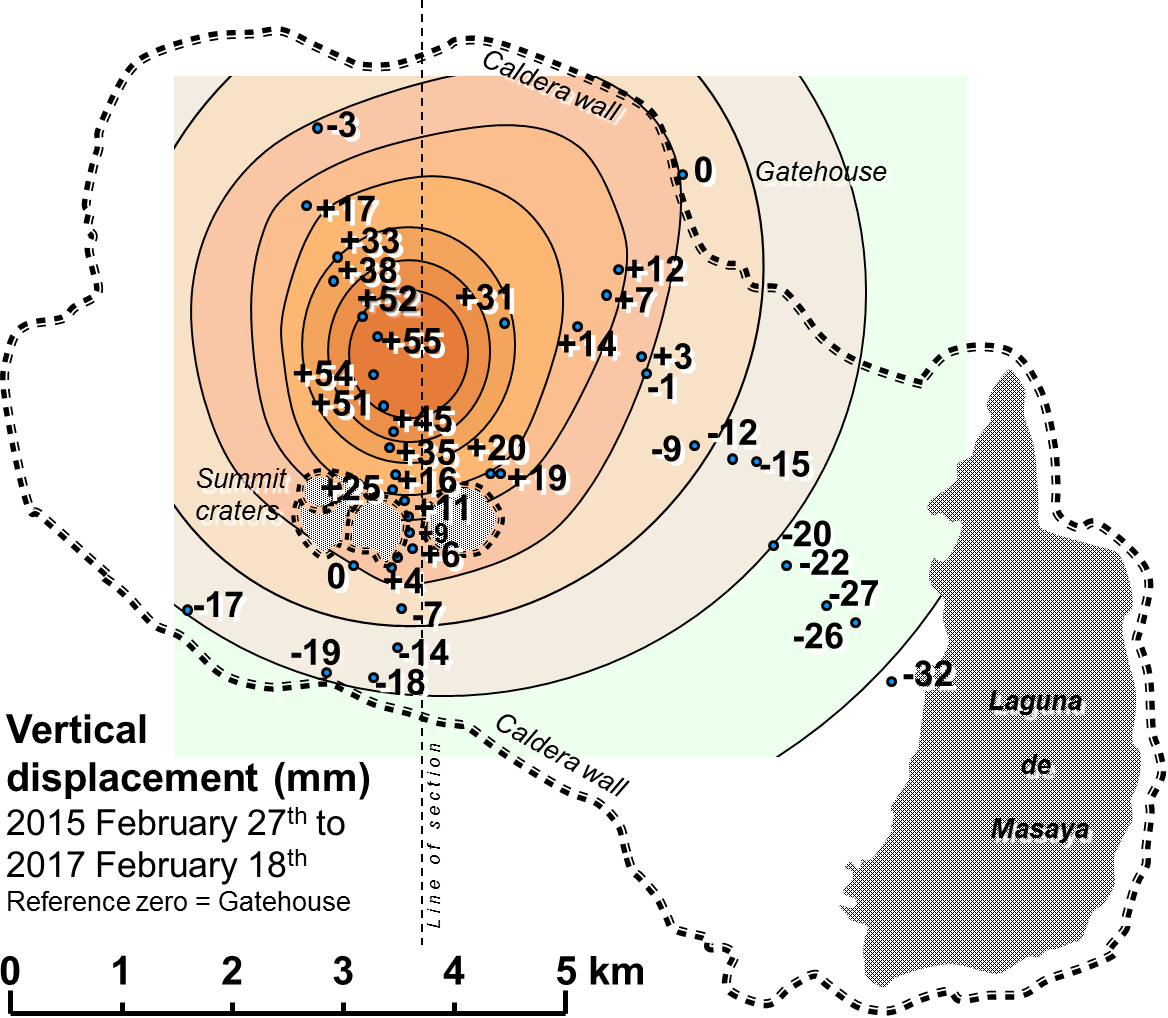 Caldera wall
-3
0
Gatehouse
+17
+33
+38
+12
+52
+31
+7
+55
+14
+3
+54
-1
+51
+45
-12
+35
+20
-9
-15
Summit
craters
+25
+16
+19
+11
+9
-20
+6
-22
0
+4
-27
-17
-7
-26
-19
-14
-18
-32
Laguna
de
Masaya
Caldera wall
Line of section
Vertical
displacement (mm)
2015 February 27th to
2017 February 18th
Reference zero = Gatehouse
0 1 2 3 4 5 km